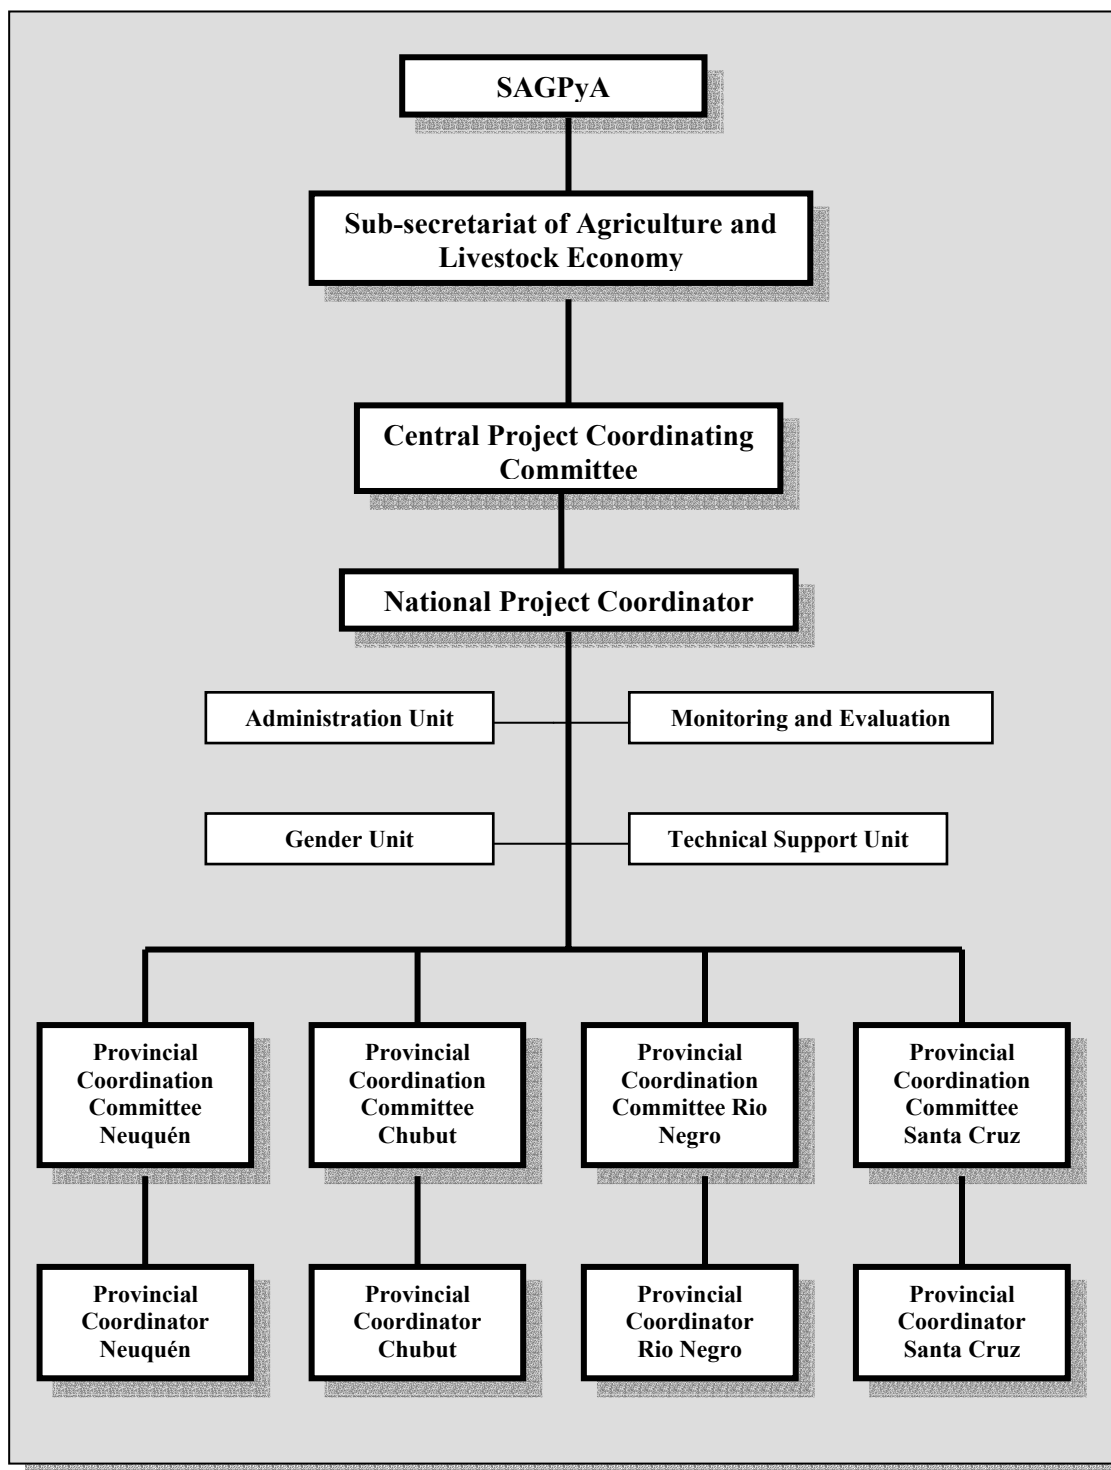 SAGPyA
Sub-secretariat of Agriculture and
Livestock Economy
Central Project Coordinating
Committee
National Project Coordinator
Administration Unit
Monitoring and Evaluation
Gender Unit
Technical Support Unit
Provincial
Coordination
Committee
Neuquén
Provincial
Coordination
Committee
Chubut
Provincial
Coordination
Committee Rio
Negro
Provincial
Coordination
Committee
Santa Cruz
Provincial
Coordinator
Neuquén
Provincial
Coordinator
Chubut
Provincial
Coordinator
Rio Negro
Provincial
Coordinator
Santa Cruz